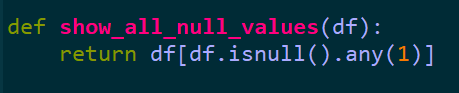 def show_all_null_values(df):
    return df[df.isnull().any(1)]